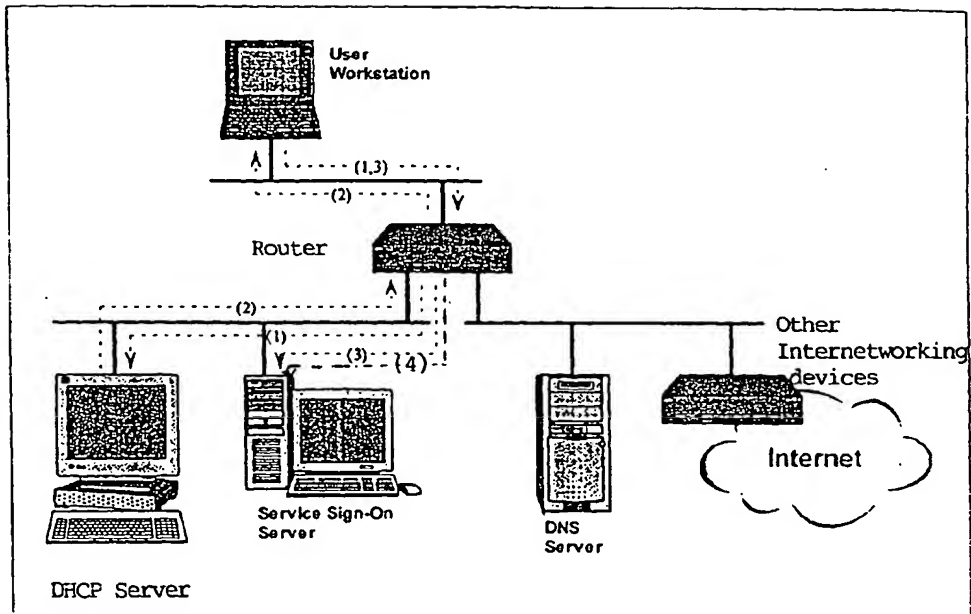 User
Workstation
(1,3)
(2)
Router
(2)
(1)
(3)
(4)
Other
Internetworking
devices
Internet
Service Sign-On
Server
DNS
Server
DHCP Server